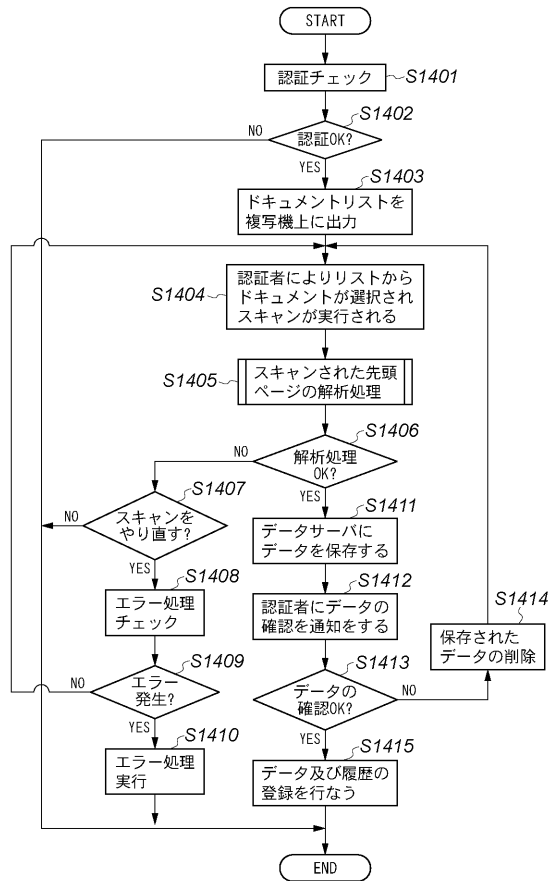 START
認証チェック
S1401
S1402
NO
認証OK?
YES
S1403
ドキュメントリストを
複写機上に出力
S1404
認証者によりリストから
ドキュメントが選択され
スキャンが実行される
S1405
スキャンされた先頭
ページの解析処理
S1406
NO
解析処理
OK?
YES
S1407
NO
スキャンを
やり直す?
YES
S1411
データサーバに
データを保存する
S1408
エラー処理
チェック
S1412
認証者にデータの
確認を通知をする
S1414
保存された
データの削除
S1409
NO
エラー
発生?
YES
S1413
データの
確認OK?
NO
YES
S1410
エラー処理
実行
S1415
データ及び履歴の
登録を行なう
END